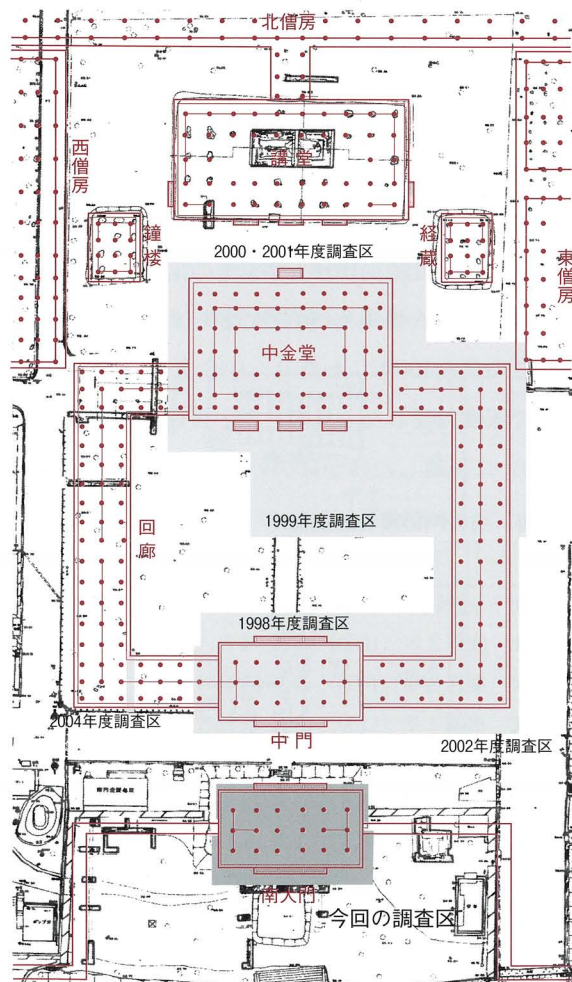 北僧房
講堂
西僧房
鐘楼
経蔵
東僧房
2000・2001年度調査区
中金堂
1999年度調査区
回廊
1998年度調査区
2004年度調査区
中門
2002年度調査区
南大門
今回の調査区